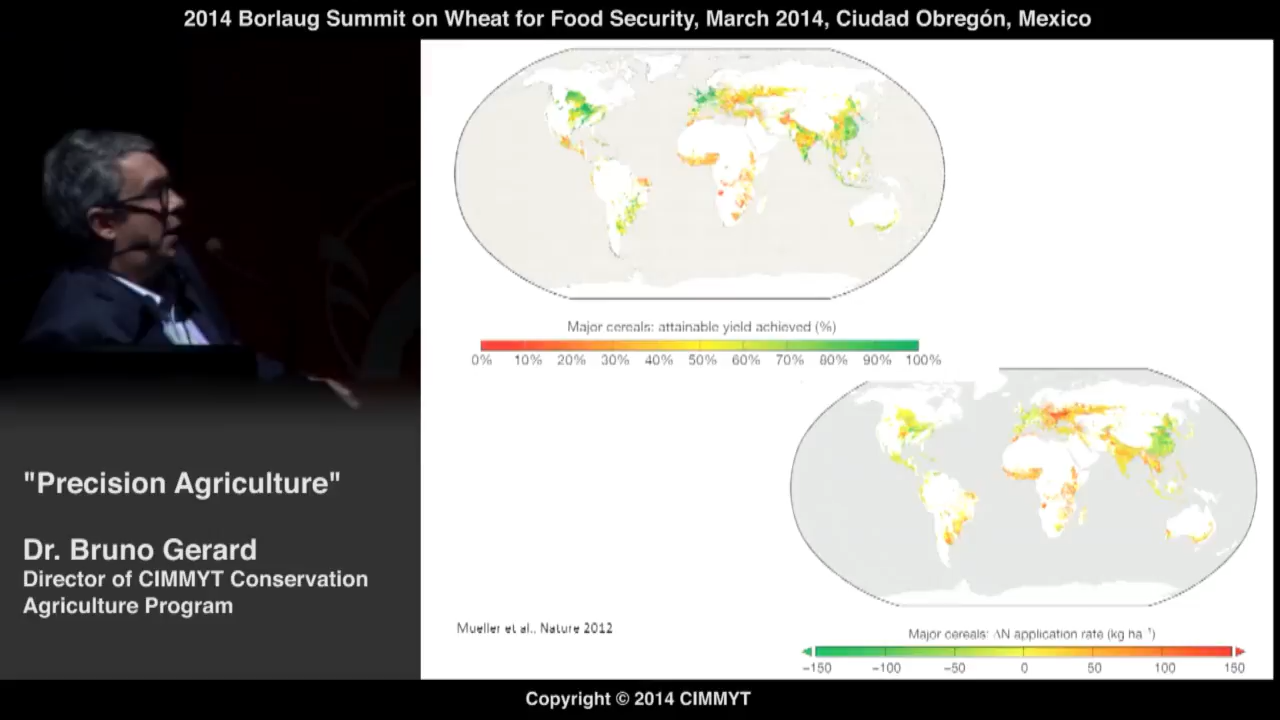 2014 Borlaug Summit on Wheat for Food Security, March 2014, Ciudad Obregón, Mexico
Major cereals: attainable yield achieved (%)
0% 10% 20% 30% 40% 50% 60% 70% 80% 90% 100%
"Precision Agriculture"
Dr. Bruno Gerard
Director of CIMMYT Conservation
Agriculture Program
Mueller et al., Nature 2012
Major cereals: ΔN application rate (kg ha⁻¹)
−150 −100 −50 0 50 100 150
Copyright © 2014 CIMMYT